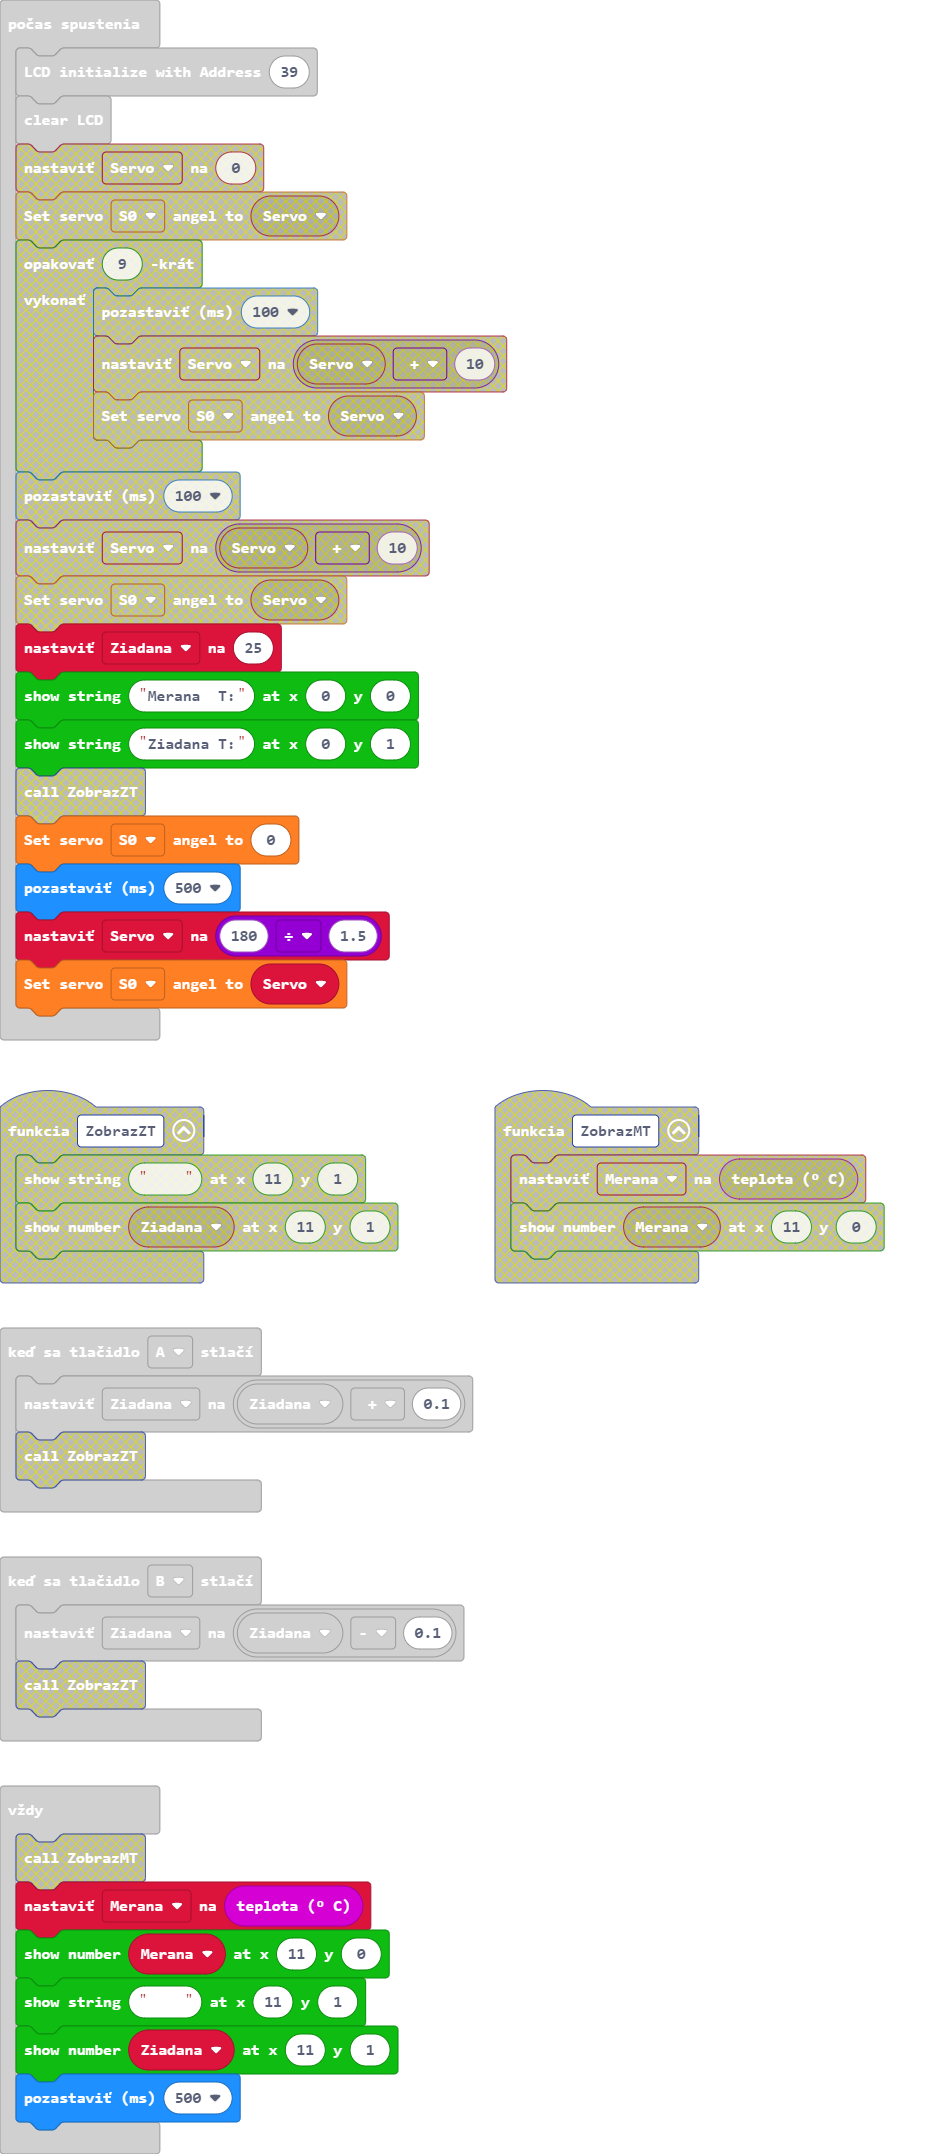 počas spustenia
LCD initialize with Address 39
clear LCD
nastaviť Servo na 0
Set servo S0 angel to Servo
opakovať 9 -krát
vykonať
pozastaviť (ms) 100
nastaviť Servo na Servo + 10
Set servo S0 angel to Servo
pozastaviť (ms) 100
nastaviť Servo na Servo + 10
Set servo S0 angel to Servo
nastaviť Ziadana na 25
show string "Merana  T:" at x 0 y 0
show string "Ziadana T:" at x 0 y 1
call ZobrazZT
Set servo S0 angel to 0
pozastaviť (ms) 500
nastaviť Servo na 180 ÷ 1.5
Set servo S0 angel to Servo
funkcia ZobrazZT
show string "     " at x 11 y 1
show number Ziadana at x 11 y 1
funkcia ZobrazMT
nastaviť Merana na teplota (º C)
show number Merana at x 11 y 0
keď sa tlačidlo A stlačí
nastaviť Ziadana na Ziadana + 0.1
call ZobrazZT
keď sa tlačidlo B stlačí
nastaviť Ziadana na Ziadana - 0.1
call ZobrazZT
vždy
call ZobrazMT
nastaviť Merana na teplota (º C)
show number Merana at x 11 y 0
show string "     " at x 11 y 1
show number Ziadana at x 11 y 1
pozastaviť (ms) 500